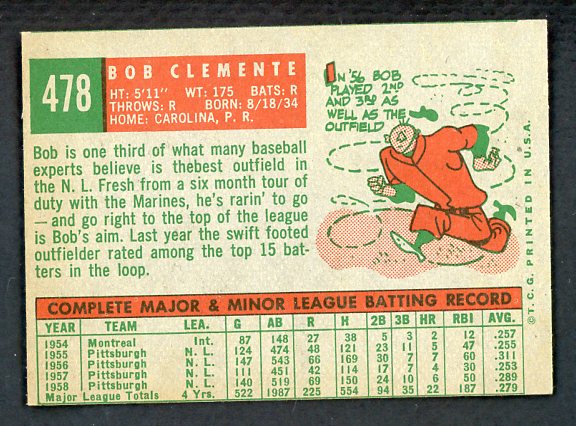 478
BOB CLEMENTE
HT: 5'11" WT: 175 BATS: R
THROWS: R BORN: 8/18/34
HOME: CAROLINA, P. R.
IN '56 BOB
PLAYED 2ND
AND 3RD AS
WELL AS THE
OUTFIELD.
Bob is one third of what many baseball
experts believe is thebest outfield in
the N. L. Fresh from a six month tour of
duty with the Marines, he's rarin' to go
—and go right to the top of the league
is Bob's aim. Last year the swift footed
outfielder rated among the top 15 bat-
ters in the loop.
COMPLETE MAJOR & MINOR LEAGUE BATTING RECORD
YEAR TEAM LEA. G AB R H 2B 3B HR RBI AVG.
1954 Montreal Int. 87 148 27 38 5 3 2 12 .257
1955 Pittsburgh N. L. 124 474 48 121 23 11 5 47 .255
1956 Pittsburgh N. L. 147 543 66 169 30 7 7 60 .311
1957 Pittsburgh N. L. 111 451 42 114 17 7 4 30 .253
1958 Pittsburgh N. L. 140 519 69 150 24 10 6 50 .289
Major League Totals 4 Yrs. 522 1987 225 554 94 35 22 187 .279
©T.C.G. PRINTED IN U.S.A.